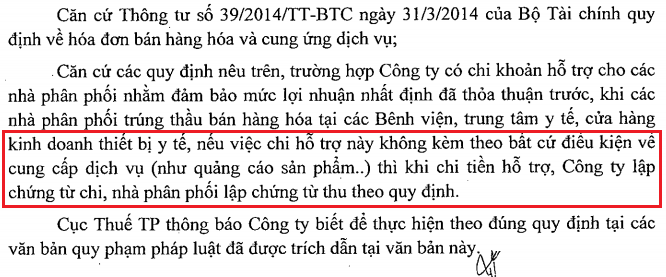 Căn cứ Thông tư số 39/2014/TT-BTC ngày 31/3/2014 của Bộ Tài chính quy
định về hóa đơn bán hàng hóa và cung ứng dịch vụ;
Căn cứ các quy định nêu trên, trường hợp Công ty có chi khoản hỗ trợ cho các
nhà phân phối nhằm đảm bảo mức lợi nhuận nhất định đã thỏa thuận trước, khi các
nhà phân phối trúng thầu bán hàng hóa tại các Bênh viện, trung tâm y tế, cửa hàng
kinh doanh thiết bị y tế, nếu việc chi hỗ trợ này không kèm theo bất cứ điều kiện về
cung cấp dịch vụ (như quảng cáo sản phẩm..) thì khi chi tiền hỗ trợ, Công ty lập
chứng từ chi, nhà phân phối lập chứng từ thu theo quy định.
Cục Thuế TP thông báo Công ty biết để thực hiện theo đúng quy định tại các
văn bản quy phạm pháp luật đã được trích dẫn tại văn bản này.